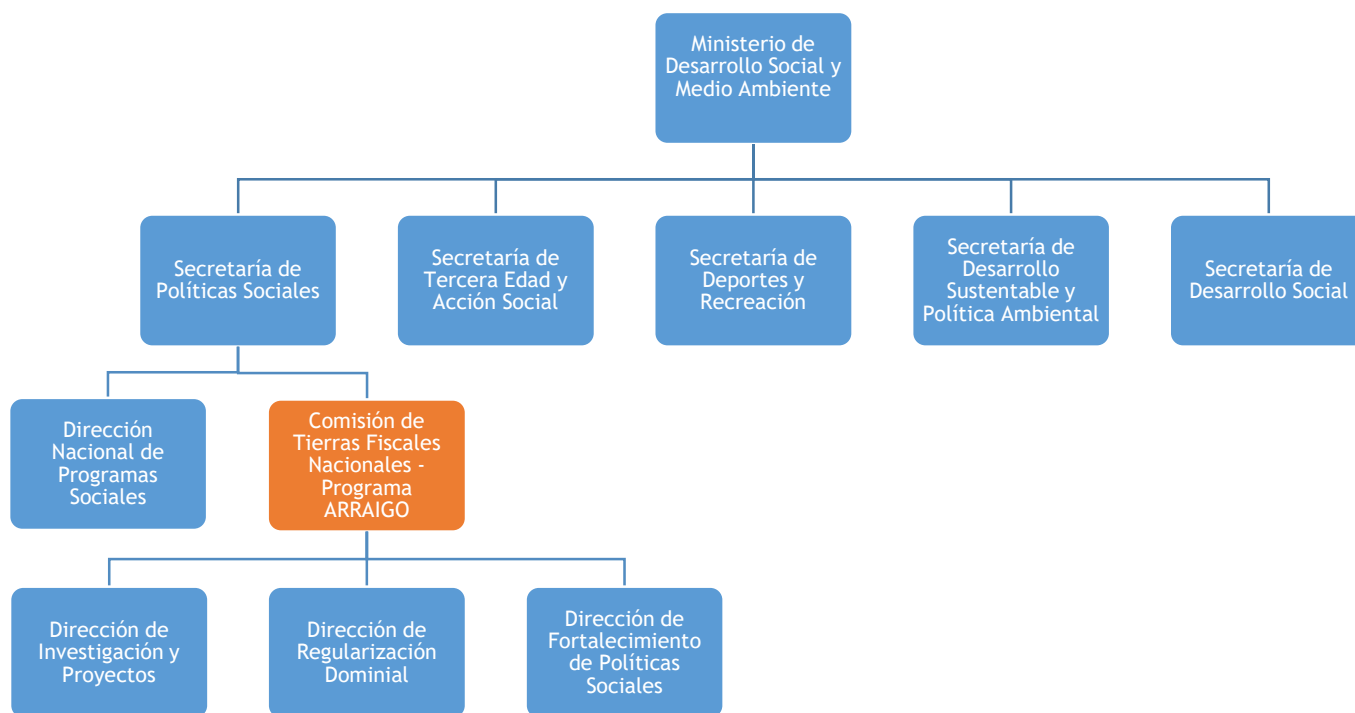 Ministerio de
Desarrollo Social y
Medio Ambiente
Secretaría de
Políticas Sociales
Secretaría de
Tercera Edad y
Acción Social
Secretaría de
Deportes y
Recreación
Secretaría de
Desarrollo
Sustentable y
Política Ambiental
Secretaría de
Desarrollo Social
Dirección
Nacional de
Programas
Sociales
Comisión de
Tierras Fiscales
Nacionales -
Programa
ARRAIGO
Dirección de
Investigación y
Proyectos
Dirección de
Regularización
Dominial
Dirección de
Fortalecimiento
de Políticas
Sociales